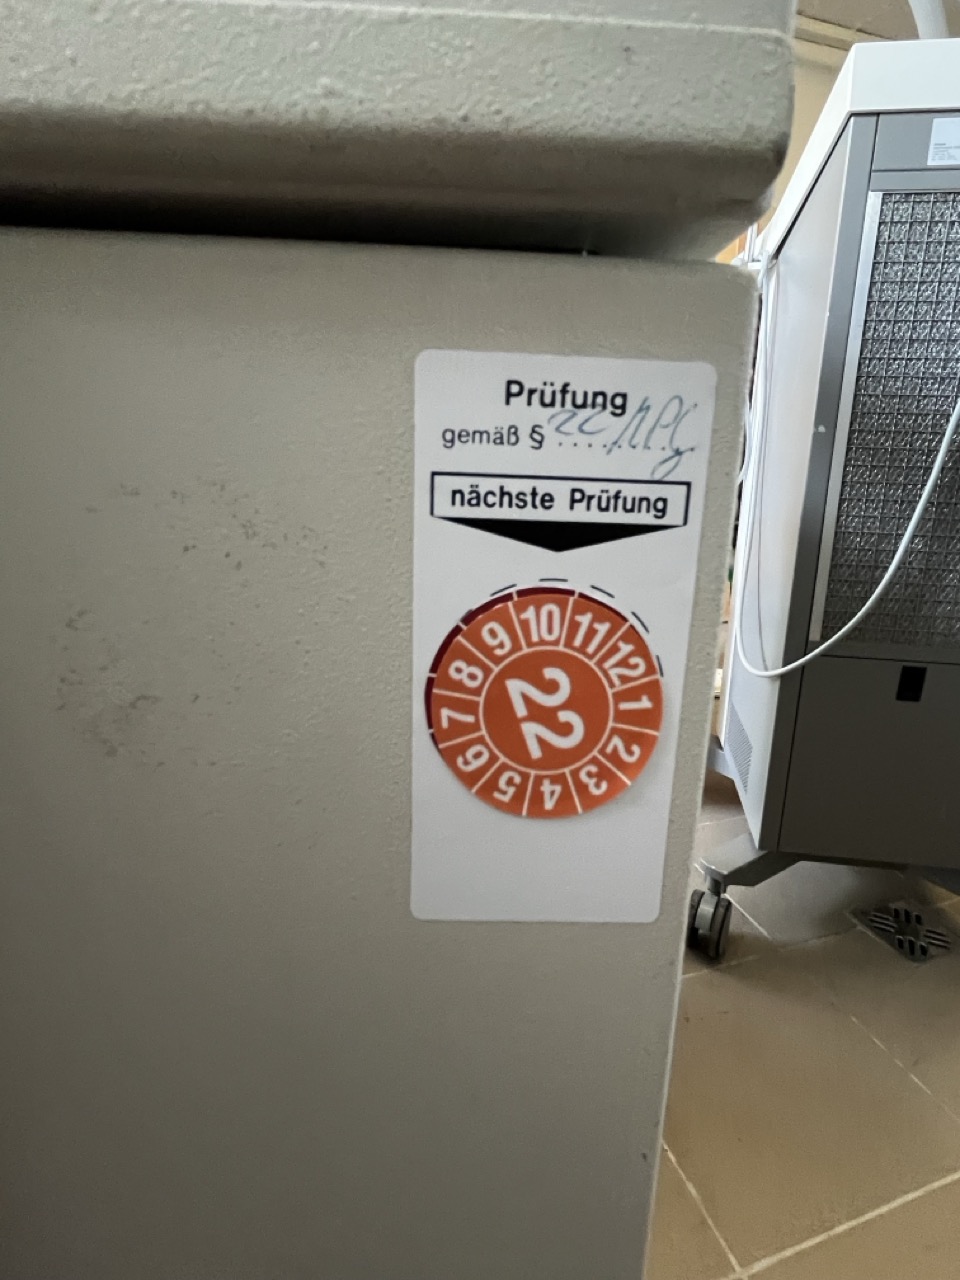 Prüfung
gemäß § 22 MPG
nächste Prüfung
22
1 2 3 4 5 6 7 8 9 10 11 12